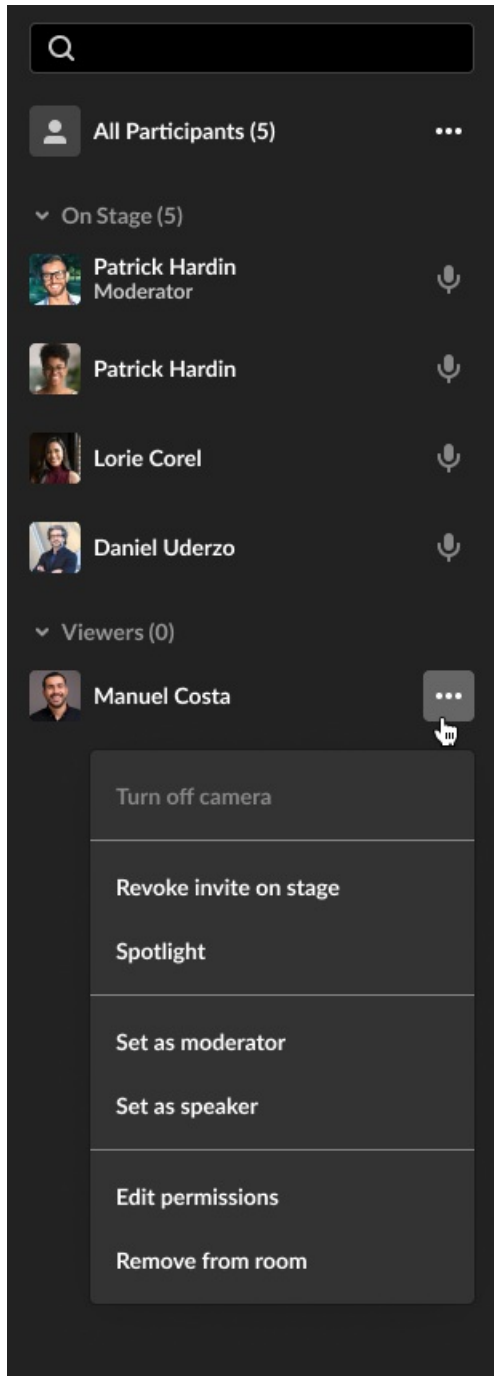 All Participants (5)
On Stage (5)
Patrick Hardin
Moderator
Patrick Hardin
Lorie Corel
Daniel Uderzo
Viewers (0)
Manuel Costa
Turn off camera
Revoke invite on stage
Spotlight
Set as moderator
Set as speaker
Edit permissions
Remove from room